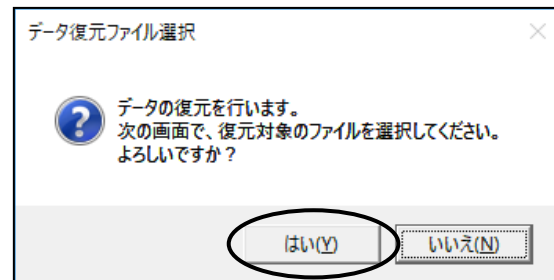 データ復元ファイル選択
データの復元を行います。
次の画面で、復元対象のファイルを選択してください。
よろしいですか？
はい(Y) いいえ(N)